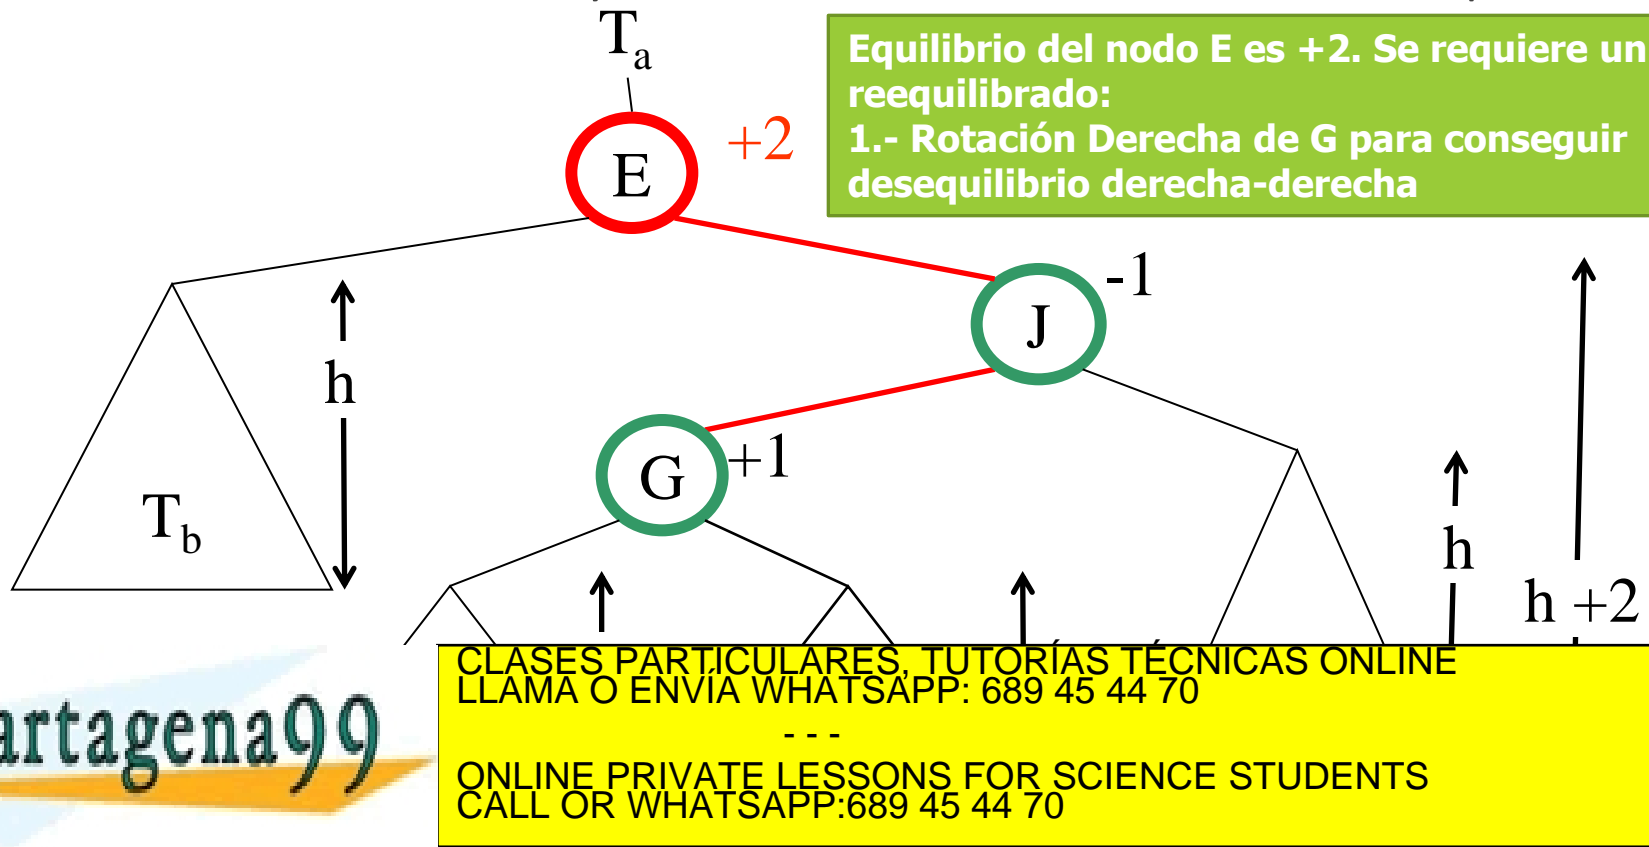 T_a
Equilibrio del nodo E es +2. Se requiere un
reequilibrado:
1.- Rotación Derecha de G para conseguir
desequilibrio derecha-derecha
+2
E
-1
J
h
G
+1
T_b
h
h +2
artagena99
CLASES PARTICULARES, TUTORÍAS TÉCNICAS ONLINE
LLAMA O ENVÍA WHATSAPP: 689 45 44 70
- - -
ONLINE PRIVATE LESSONS FOR SCIENCE STUDENTS
CALL OR WHATSAPP:689 45 44 70